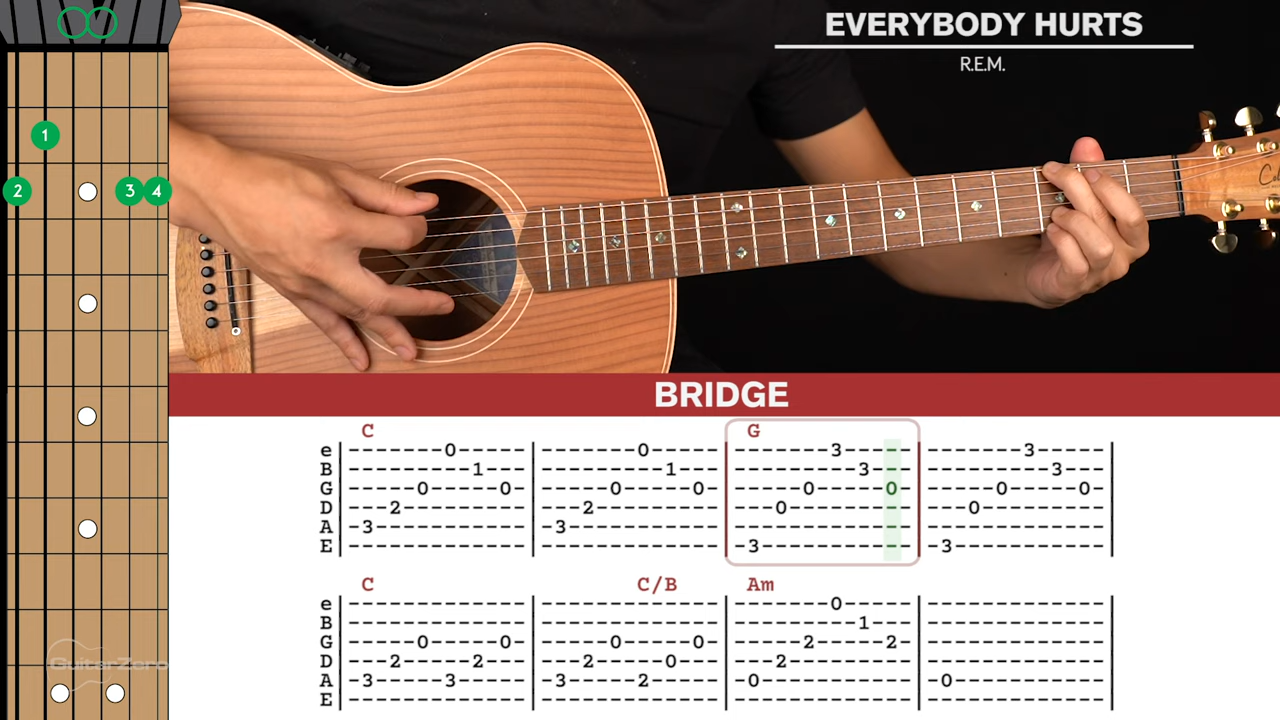 EVERYBODY HURTS
R.E.M.
1
2 3 4
BRIDGE
C G
e|-------0-----|-------0-----|-------3-----|-------3-----|
B|---------1---|---------1---|---------3---|---------3---|
G|-----0-----0-|-----0-----0-|-----0-----0-|-----0-----0-|
D|---2---------|---2---------|---0---------|---0---------|
A|-3-----------|-3-----------|-------------|-------------|
E|-------------|-------------|-3-----------|-3-----------|
C C/B Am
e|-------------|-------------|-------0-----|-------------|
B|-------------|-------------|---------1---|-------------|
G|-----0-----0-|-----0-----0-|-----2-----2-|-------------|
D|---2-----2---|---2-----0---|---2---------|-------------|
A|-3-----3-----|-3-----2-----|-0-----------|-0-----------|
E|-------------|-------------|-------------|-------------|
GuitarZero